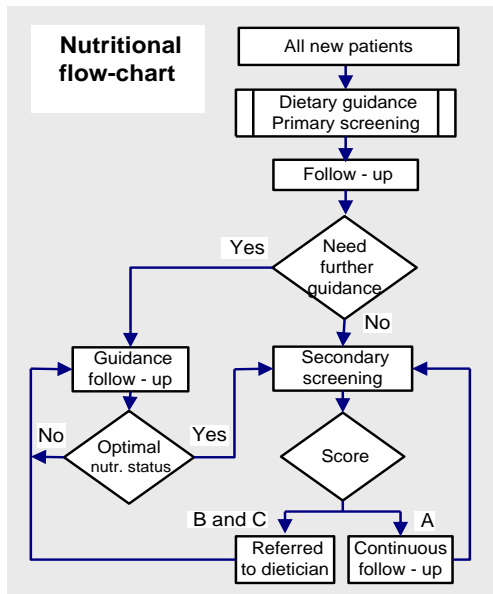 Nutritional
flow-chart
All new patients
Dietary guidance
Primary screening
Follow - up
Yes
Need
further
guidance
No
Guidance
follow - up
Secondary
screening
No
Optimal
nutr. status
Yes
Score
B and C
A
Referred
to dietician
Continuous
follow - up